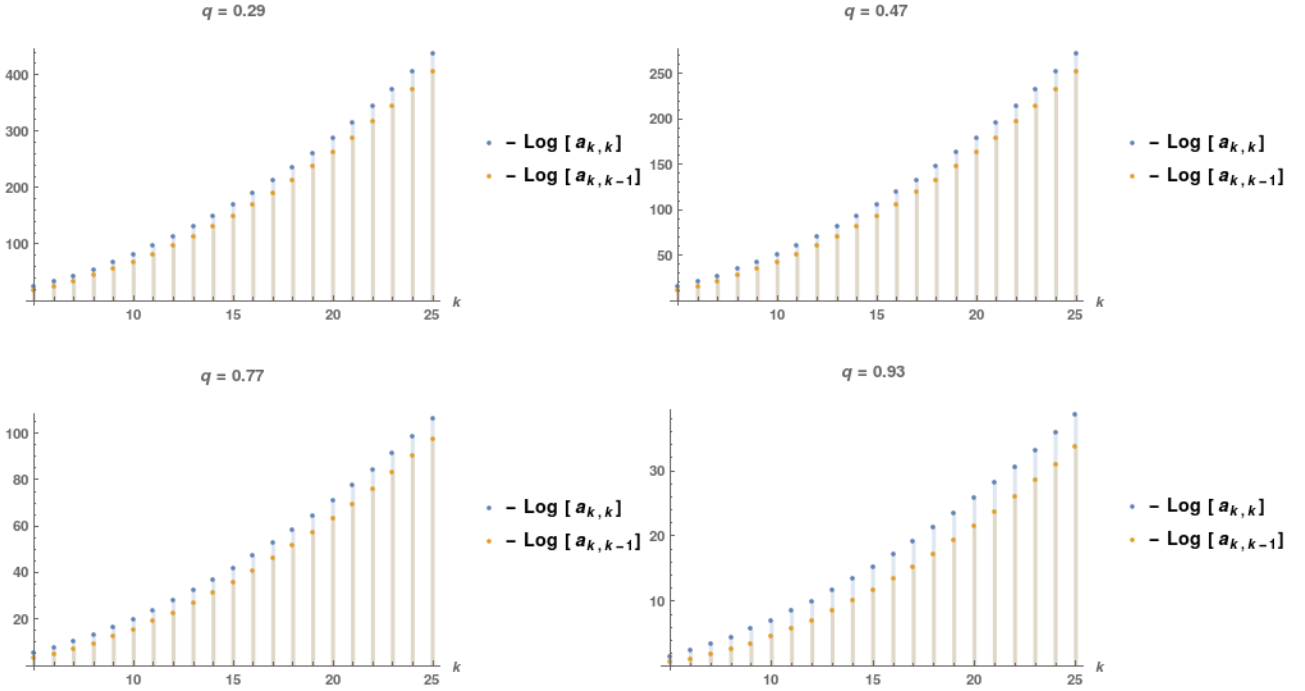 q = 0.29
400
300
200
100
10 15 20 25 k
− Log [ a_{k,k} ]
− Log [ a_{k,k−1} ]
q = 0.47
250
200
150
100
50
10 15 20 25 k
− Log [ a_{k,k} ]
− Log [ a_{k,k−1} ]
q = 0.77
100
80
60
40
20
10 15 20 25 k
− Log [ a_{k,k} ]
− Log [ a_{k,k−1} ]
q = 0.93
30
20
10
10 15 20 25 k
− Log [ a_{k,k} ]
− Log [ a_{k,k−1} ]